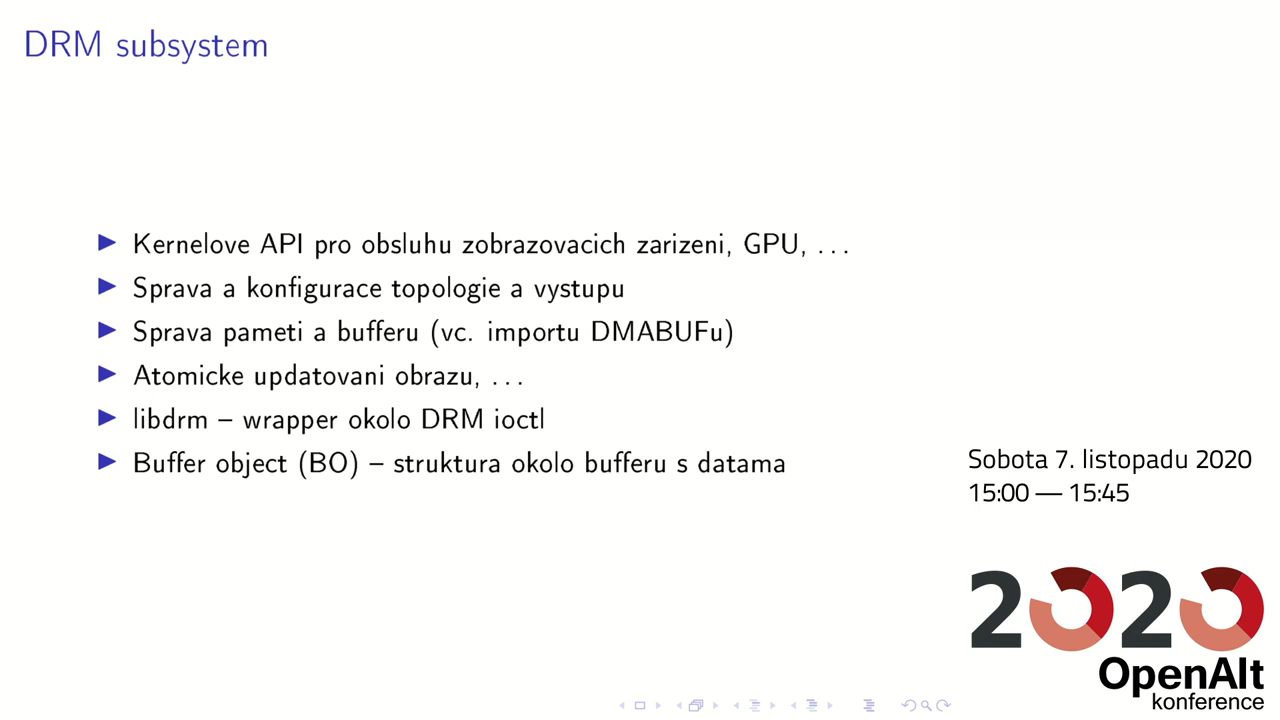 DRM subsystem
Kernelove API pro obsluhu zobrazovacich zarizeni, GPU, ...
Sprava a konfigurace topologie a vystupu
Sprava pameti a bufferu (vc. importu DMABUFu)
Atomicke updatovani obrazu, ...
libdrm – wrapper okolo DRM ioctl
Buffer object (BO) – struktura okolo bufferu s datama
Sobota 7. listopadu 2020
15:00 — 15:45
2020
OpenAlt
konference